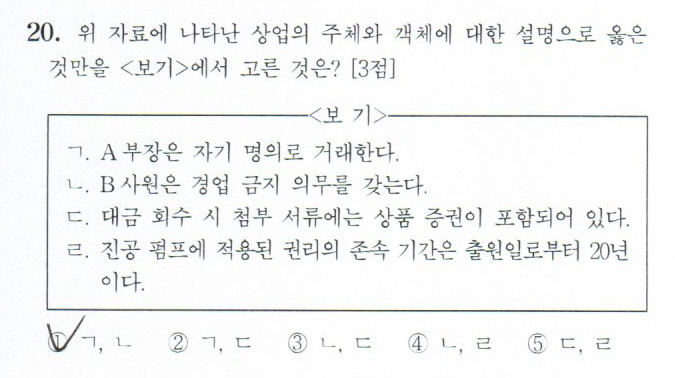 20. 위 자료에 나타난 상업의 주체와 객체에 대한 설명으로 옳은
것만을 <보기>에서 고른 것은? [3점]
<보 기>
ㄱ. A 부장은 자기 명의로 거래한다.
ㄴ. B 사원은 경업 금지 의무를 갖는다.
ㄷ. 대금 회수 시 첨부 서류에는 상품 증권이 포함되어 있다.
ㄹ. 진공 펌프에 적용된 권리의 존속 기간은 출원일로부터 20년
이다.
① ㄱ, ㄴ ② ㄱ, ㄷ ③ ㄴ, ㄷ ④ ㄴ, ㄹ ⑤ ㄷ, ㄹ